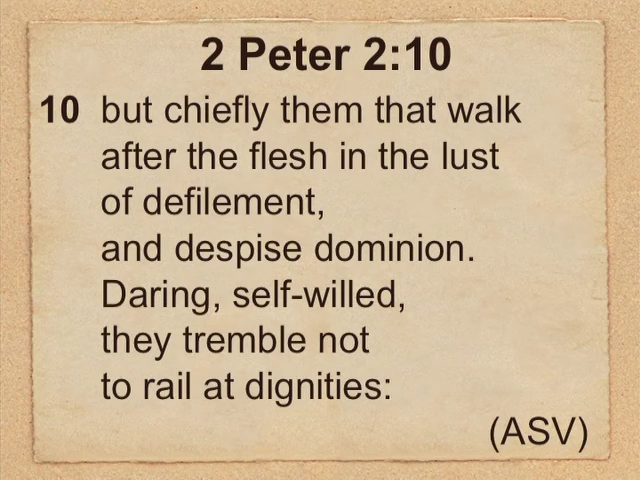 2 Peter 2:10
10 but chiefly them that walk
after the flesh in the lust
of defilement,
and despise dominion.
Daring, self-willed,
they tremble not
to rail at dignities:
(ASV)